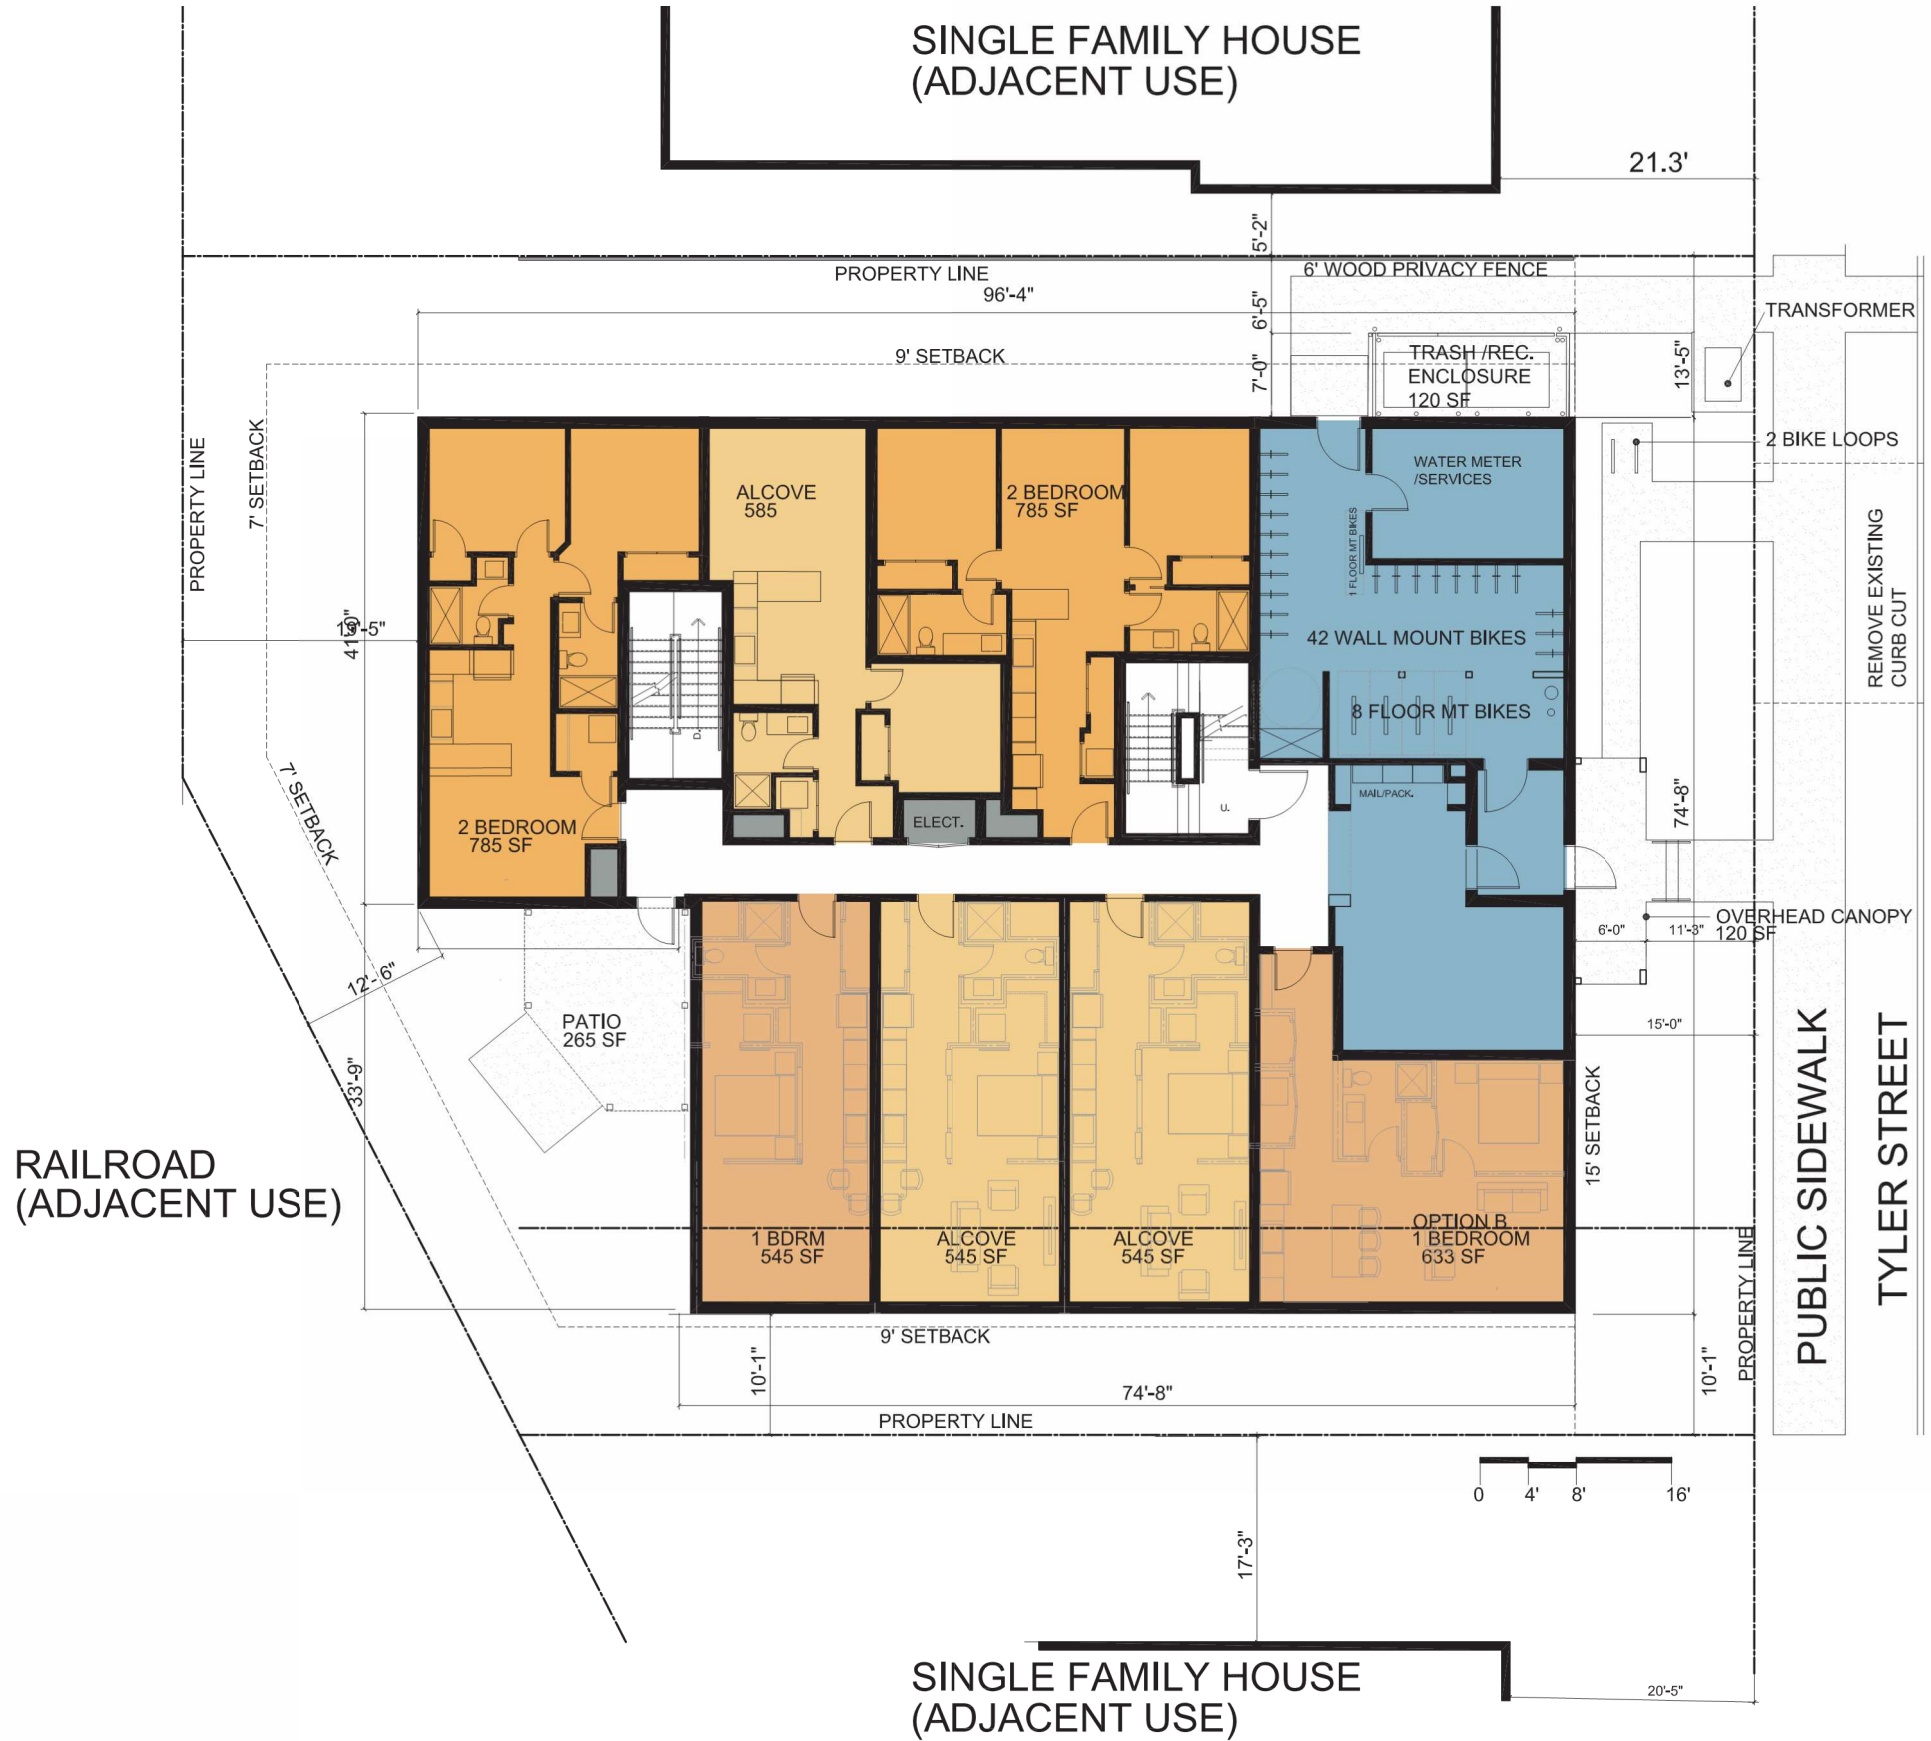 SINGLE FAMILY HOUSE
(ADJACENT USE)
21.3'
5'-2"
PROPERTY LINE
6' WOOD PRIVACY FENCE
96'-4"
6'-5"
TRANSFORMER
9' SETBACK
7'-0"
TRASH /REC.
ENCLOSURE
120 SF
13'-5"
7' SETBACK
PROPERTY LINE
2 BIKE LOOPS
WATER METER
/SERVICES
ALCOVE
585
2 BEDROOM
785 SF
1 FLOOR MT BIKES
REMOVE EXISTING
CURB CUT
41'-0"
42 WALL MOUNT BIKES
8 FLOOR MT BIKES
D.
7' SETBACK
MAIL/PACK.
U.
74'-8"
ELECT.
2 BEDROOM
785 SF
OVERHEAD CANOPY
120 SF
6'-0"
11'-3"
12'-6"
PATIO
265 SF
15'-0"
33'-9"
15' SETBACK
PUBLIC SIDEWALK
TYLER STREET
RAILROAD
(ADJACENT USE)
1 BDRM
545 SF
ALCOVE
545 SF
ALCOVE
545 SF
OPTION B
1 BEDROOM
633 SF
PROPERTY LINE
9' SETBACK
10'-1"
74'-8"
10'-1"
PROPERTY LINE
0 4' 8' 16'
17'-3"
SINGLE FAMILY HOUSE
(ADJACENT USE)
20'-5"